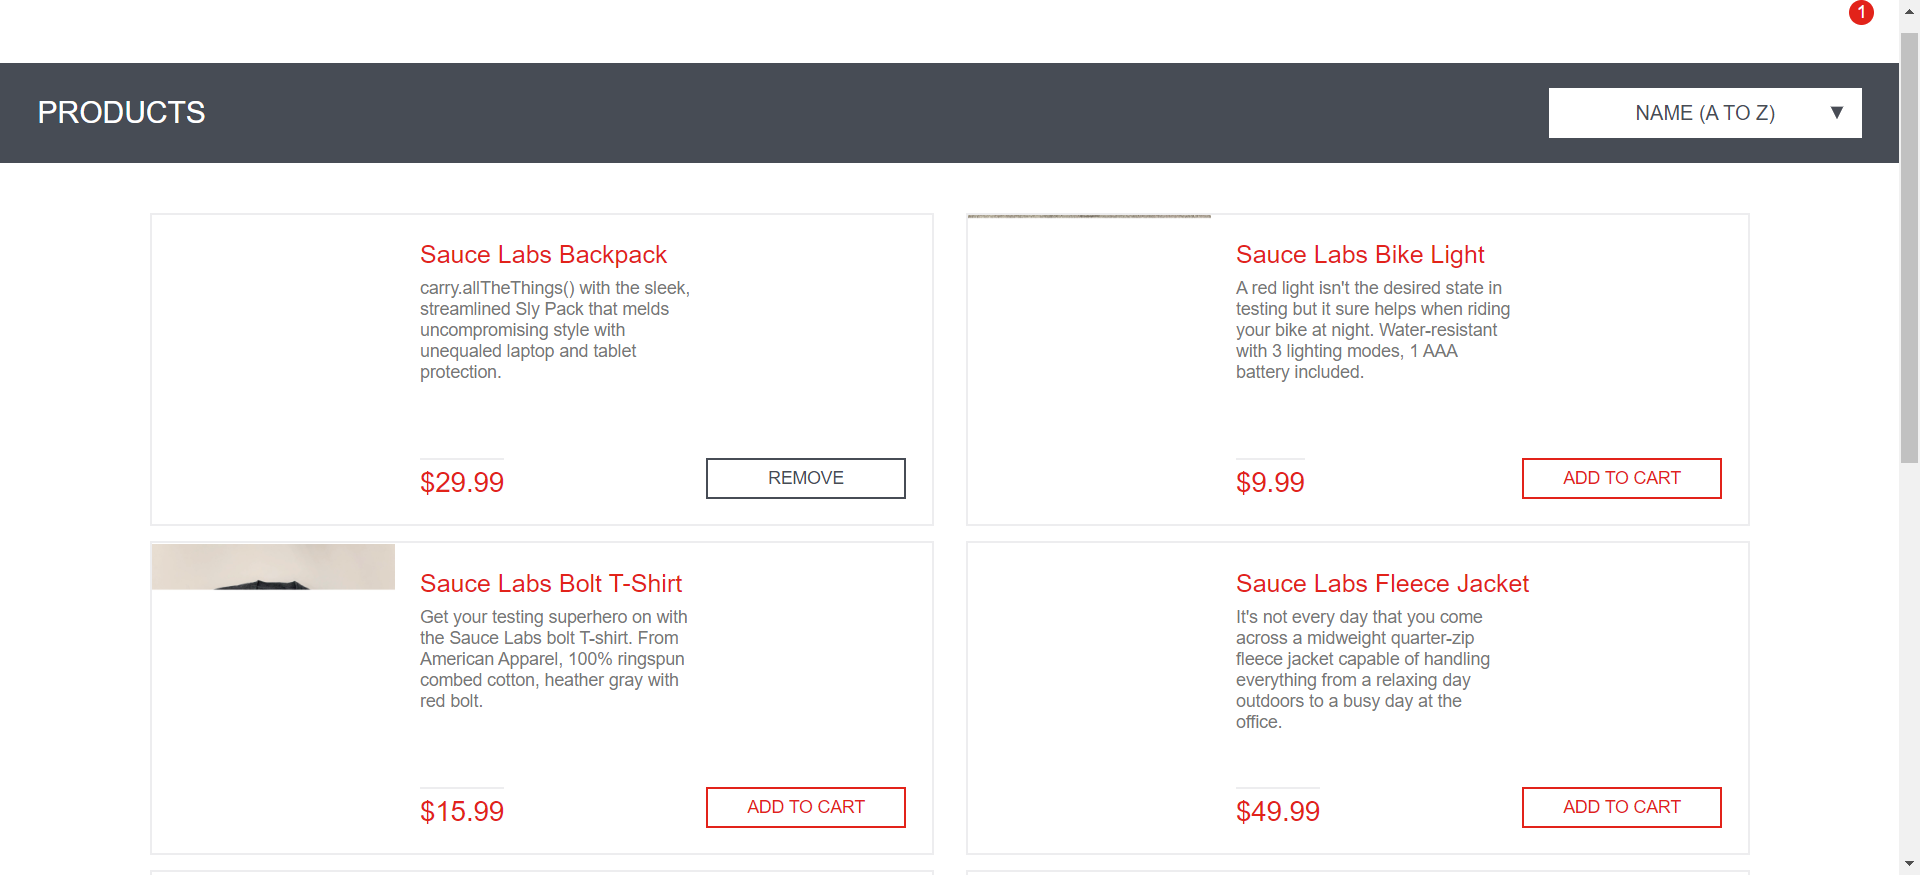 1
PRODUCTS
NAME (A TO Z) ▼
Sauce Labs Backpack
carry.allTheThings() with the sleek,
streamlined Sly Pack that melds
uncompromising style with
unequaled laptop and tablet
protection.
$29.99
REMOVE
Sauce Labs Bike Light
A red light isn't the desired state in
testing but it sure helps when riding
your bike at night. Water-resistant
with 3 lighting modes, 1 AAA
battery included.
$9.99
ADD TO CART
Sauce Labs Bolt T-Shirt
Get your testing superhero on with
the Sauce Labs bolt T-shirt. From
American Apparel, 100% ringspun
combed cotton, heather gray with
red bolt.
$15.99
ADD TO CART
Sauce Labs Fleece Jacket
It's not every day that you come
across a midweight quarter-zip
fleece jacket capable of handling
everything from a relaxing day
outdoors to a busy day at the
office.
$49.99
ADD TO CART